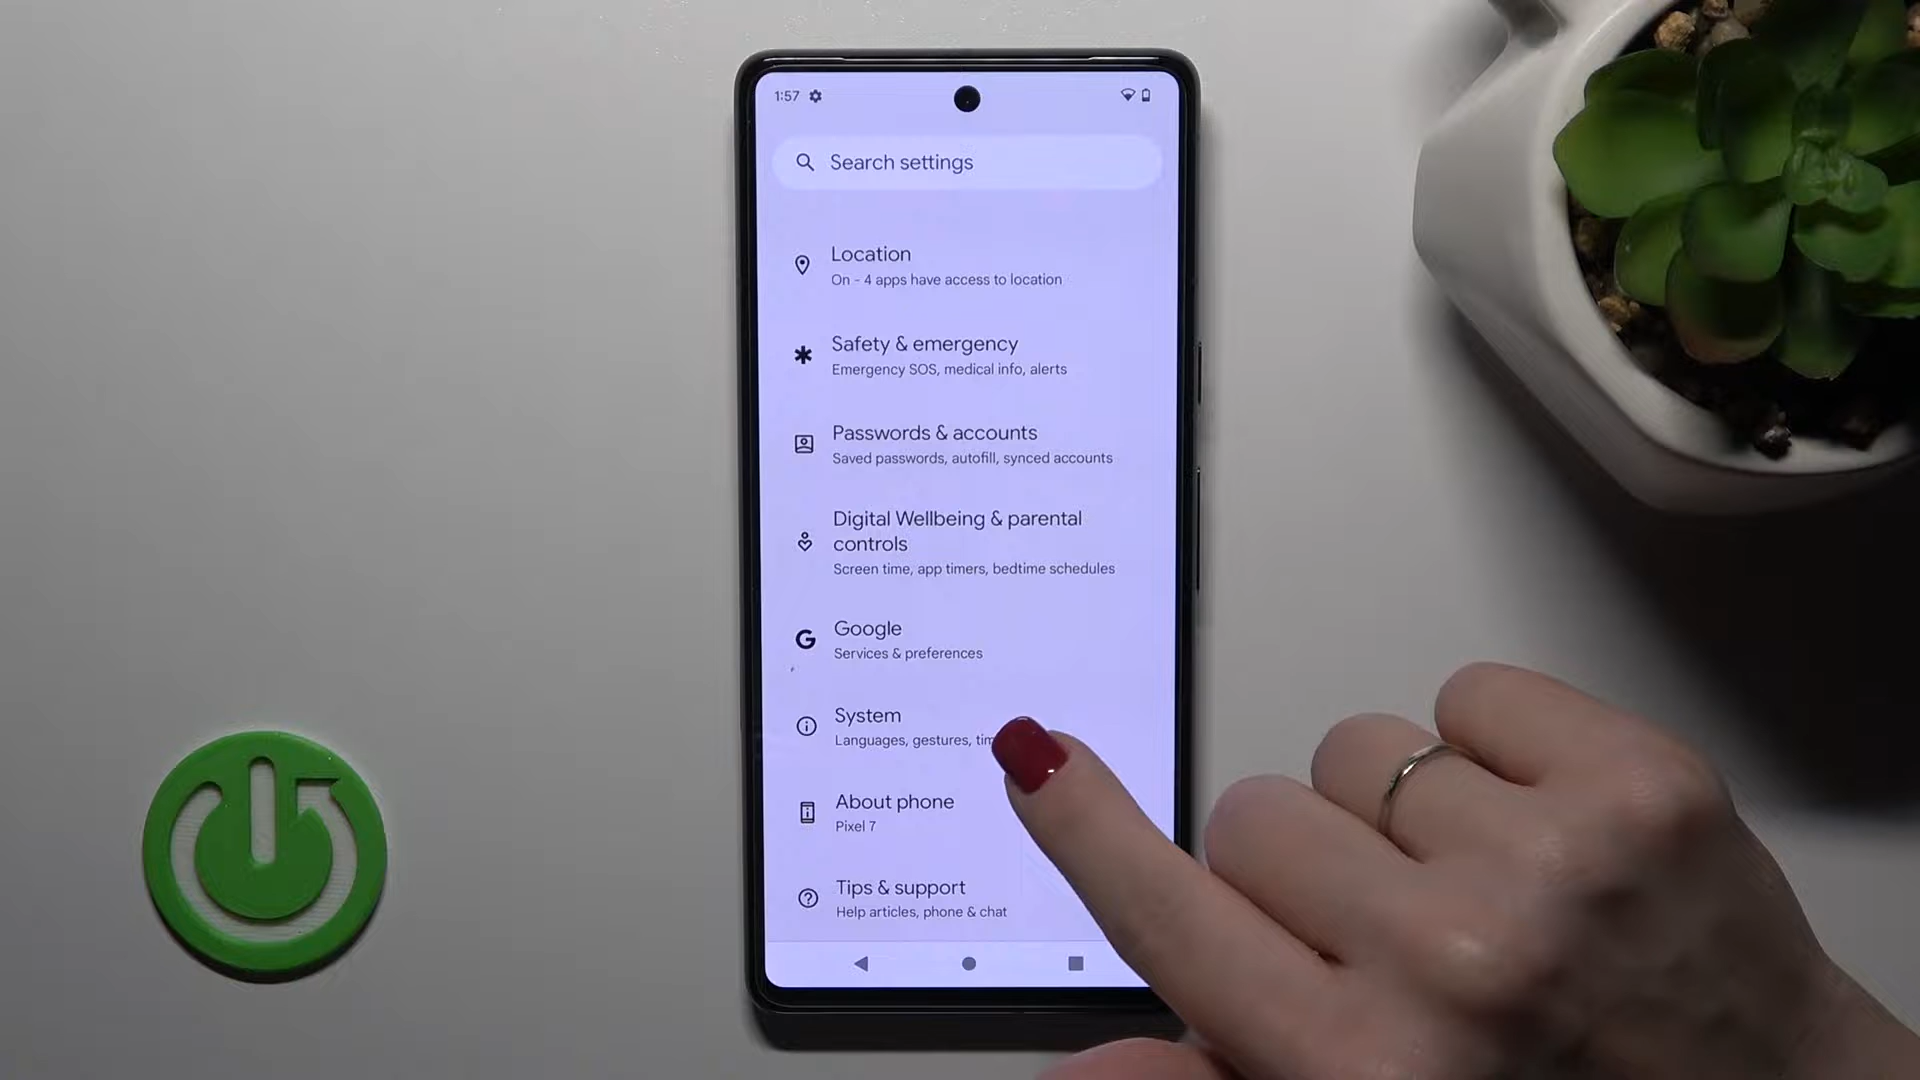 1:57
Search settings
Location
On - 4 apps have access to location
Safety & emergency
Emergency SOS, medical info, alerts
Passwords & accounts
Saved passwords, autofill, synced accounts
Digital Wellbeing & parental
controls
Screen time, app timers, bedtime schedules
Google
Services & preferences
System
Languages, gestures,
About phone
Pixel 7
Tips & support
Help articles, phone & chat